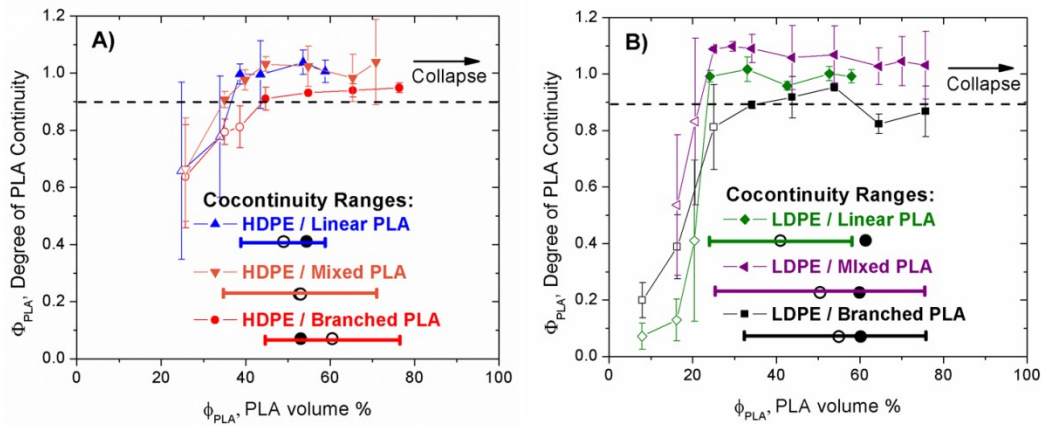 A)
1.2
1.0
0.8
0.6
0.4
0.2
0.0
ΦPLA, Degree of PLA Continuity
Collapse
Cocontinuity Ranges:
HDPE / Linear PLA
HDPE / Mixed PLA
HDPE / Branched PLA
0 20 40 60 80 100
ϕPLA, PLA volume %
B)
1.2
1.0
0.8
0.6
0.4
0.2
0.0
ΦPLA, Degree of PLA Continuity
Collapse
Cocontinuity Ranges:
LDPE / Linear PLA
LDPE / MIxed PLA
LDPE / Branched PLA
0 20 40 60 80 100
ϕPLA, PLA volume %